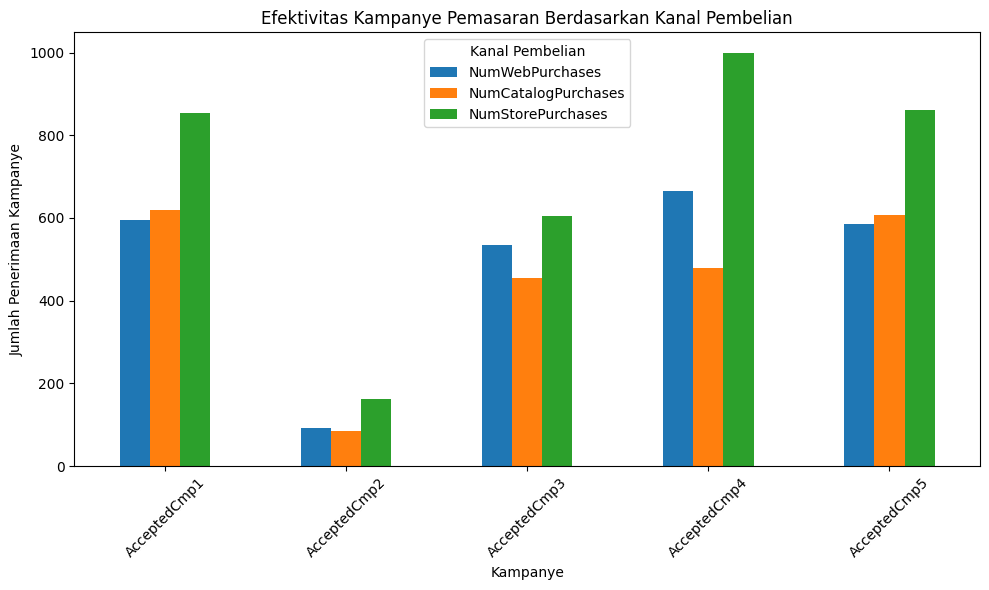 Efektivitas Kampanye Pemasaran Berdasarkan Kanal Pembelian
Kanal Pembelian
NumWebPurchases
NumCatalogPurchases
NumStorePurchases
Jumlah Penerimaan Kampanye
1000
800
600
400
200
0
AcceptedCmp1
AcceptedCmp2
AcceptedCmp3
AcceptedCmp4
AcceptedCmp5
Kampanye